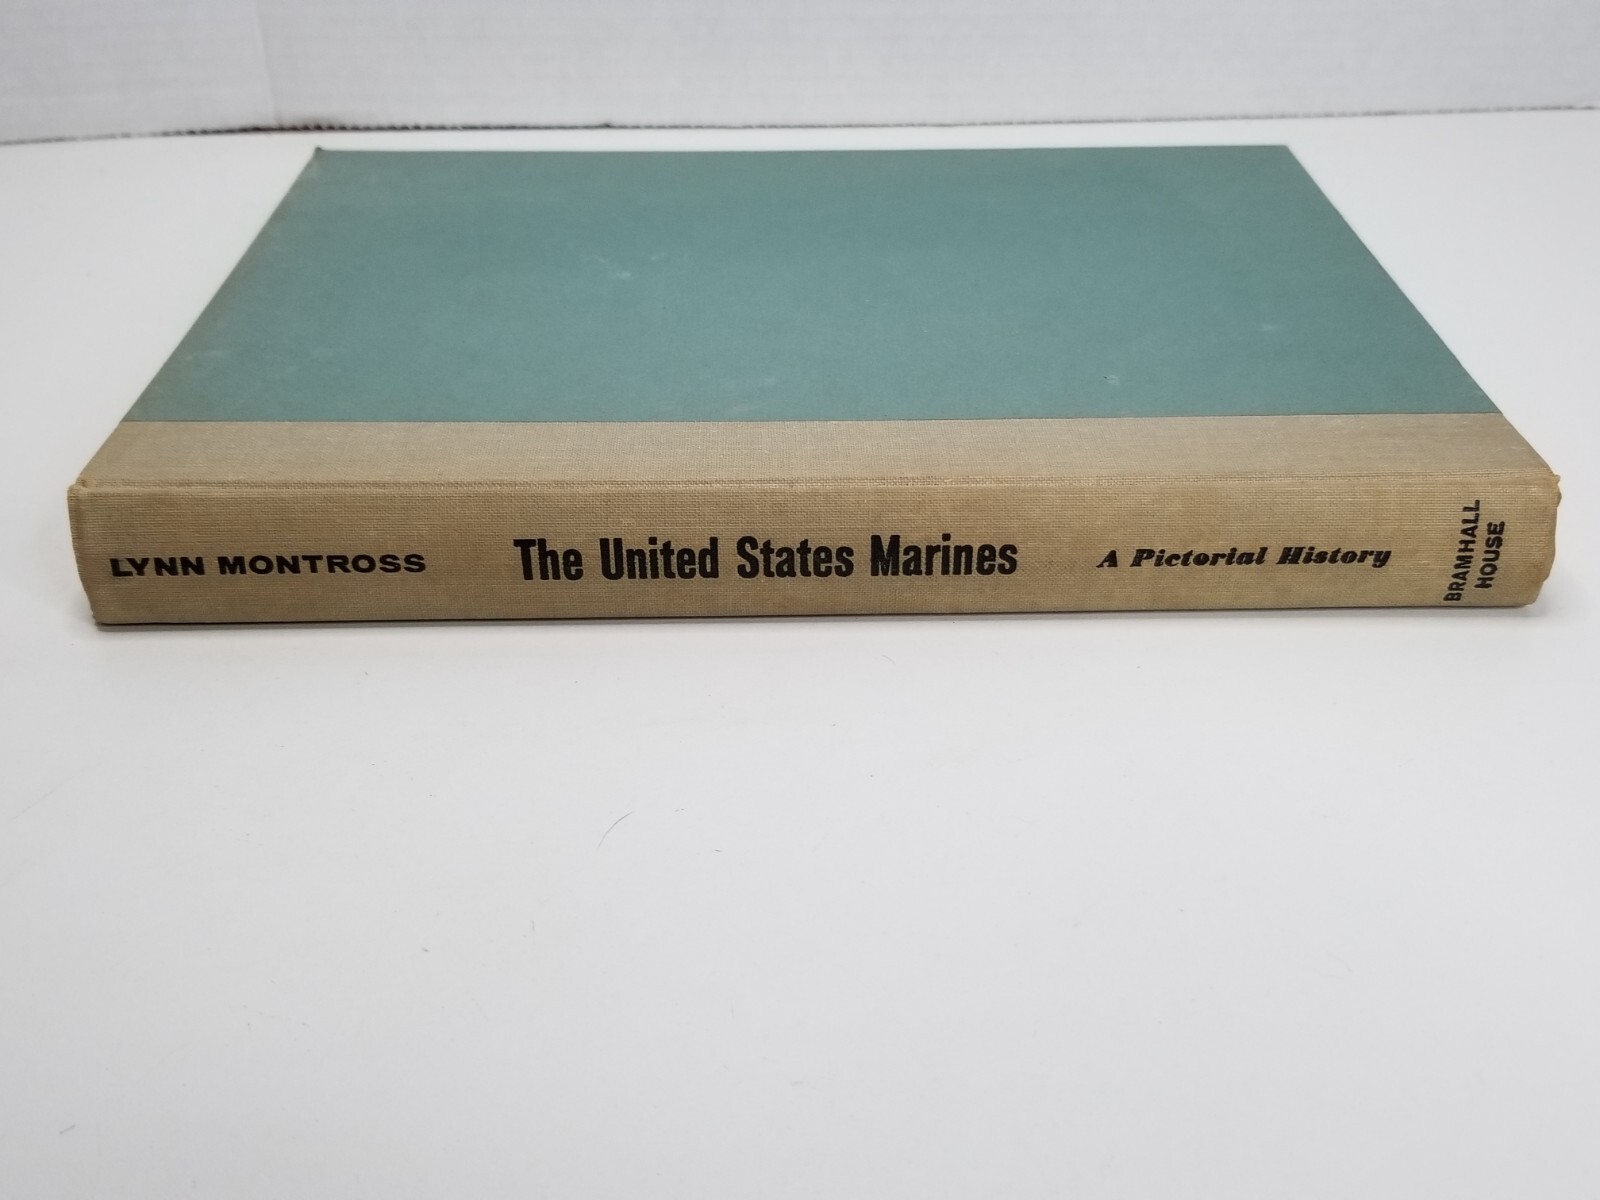 LYNN MONTROSS
The United States Marines
A Pictorial History
BRAMHALL
HOUSE